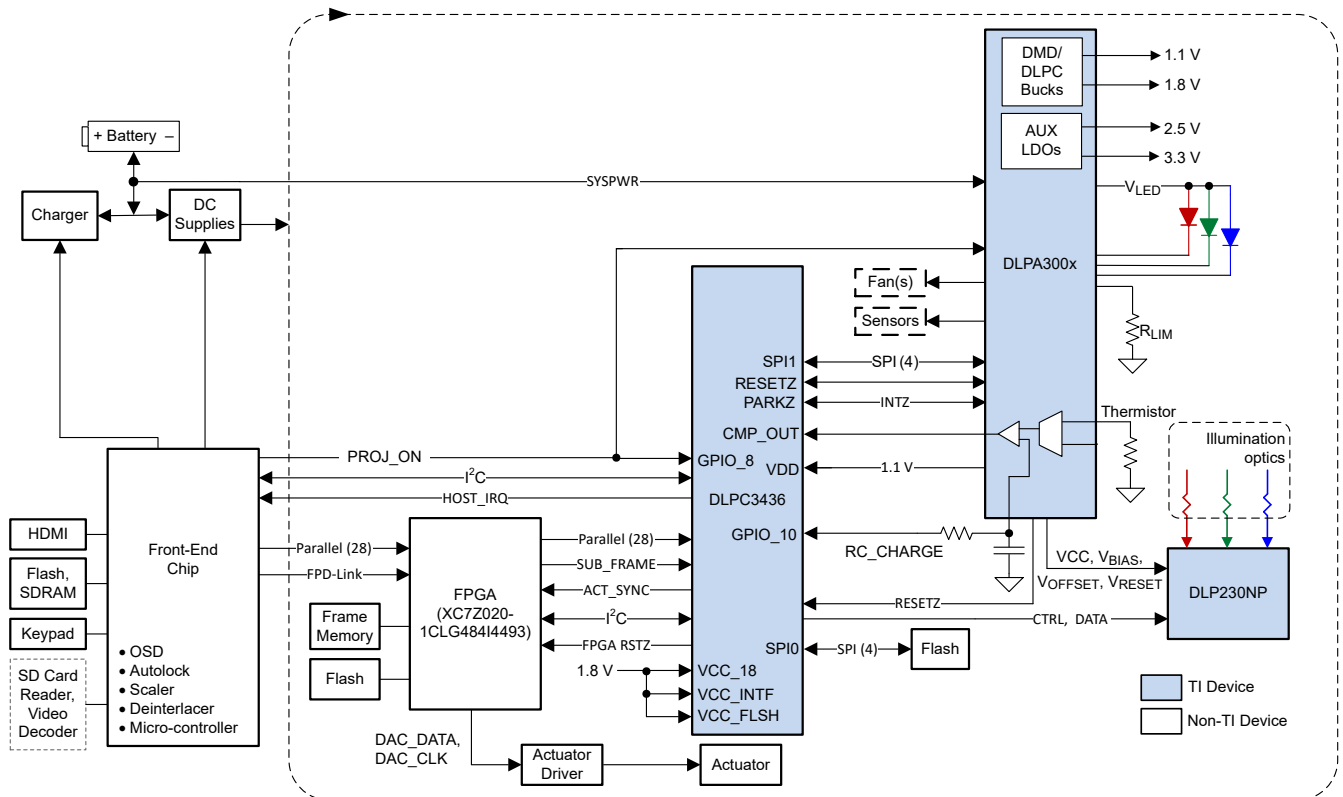 DMD/
DLPC
Bucks
1.1 V
1.8 V
AUX
LDOs
2.5 V
3.3 V
+ Battery –
SYSPWR
VLED
Charger
DC
Supplies
DLPA300x
Fan(s)
Sensors
RLIM
SPI1
SPI (4)
RESETZ
PARKZ
INTZ
CMP_OUT
Thermistor
Illumination
optics
PROJ_ON
GPIO_8
VDD
1.1 V
I2C
DLPC3436
HOST_IRQ
HDMI
Flash,
SDRAM
Keypad
SD Card
Reader,
Video
Decoder
Front-End
Chip
• OSD
• Autolock
• Scaler
• Deinterlacer
• Micro-controller
Parallel (28)
FPD-Link
Frame
Memory
Flash
FPGA
(XC7Z020-
1CLG484I4493)
Parallel (28)
SUB_FRAME
ACT_SYNC
I2C
FPGA RSTZ
GPIO_10
RC_CHARGE
VCC, VBIAS,
VOFFSET, VRESET
DLP230NP
RESETZ
CTRL, DATA
SPI0
SPI (4)
Flash
1.8 V
VCC_18
VCC_INTF
VCC_FLSH
DAC_DATA,
DAC_CLK
Actuator
Driver
Actuator
TI Device
Non-TI Device